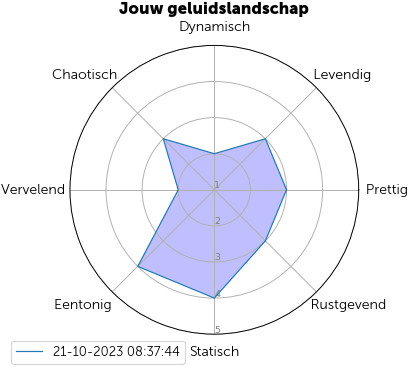 Jouw geluidslandschap
Dynamisch
Chaotisch
Levendig
Vervelend
Prettig
1
2
3
4
5
Eentonig
Rustgevend
21-10-2023 08:37:44
Statisch